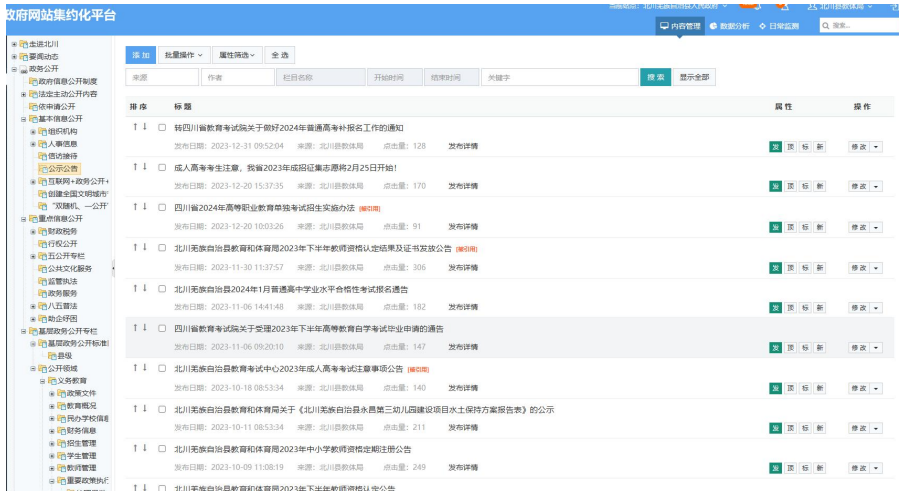 政府网站集约化平台
内容管理 数据分析 日常监测 搜索...
走进北川
要闻动态
政务公开
政府信息公开制度
法定主动公开内容
依申请公开
基本信息公开
组织机构
人事信息
信访接待
公示公告
互联网+政务公开+
创建全国文明城市
“双随机、一公开”
重点信息公开
财政税务
行权公开
五公开专栏
公共文化服务
监管执法
政务服务
八五普法
助企纾困
基层政务公开专栏
基层政务公开标准
县级
公开领域
义务教育
政策文件
教育概况
民办学校信息
财务信息
招生管理
学生管理
教师管理
重要政策执行
添加 批量操作 属性筛选 全选
来源 作者 栏目名称 开始时间 结束时间 关键字 搜索 显示全部
排序 标题 属性 操作
转四川省教育考试院关于做好2024年普通高考补报名工作的通知
发布日期：2023-12-31 09:52:04 来源：北川县教体局 点击量：128 发布详情 发 顶 标 新 修改
成人高考考生注意，我省2023年成招征集志愿将2月25日开始！
发布日期：2023-12-20 15:37:35 来源：北川县教体局 点击量：170 发布详情 发 顶 标 新 修改
四川省2024年高等职业教育单独考试招生实施办法 [被引用]
发布日期：2023-12-20 10:03:26 来源：北川县教体局 点击量：91 发布详情 发 顶 标 新 修改
北川羌族自治县教育和体育局2023年下半年教师资格认定结果及证书发放公告 [被引用]
发布日期：2023-11-30 11:37:57 来源：北川县教体局 点击量：306 发布详情 发 顶 标 新 修改
北川羌族自治县2024年1月普通高中学业水平合格性考试报名通告
发布日期：2023-11-06 14:41:48 来源：北川县教体局 点击量：182 发布详情 发 顶 标 新 修改
四川省教育考试院关于受理2023年下半年高等教育自学考试毕业申请的通告
发布日期：2023-11-06 09:20:10 来源：北川县教体局 点击量：147 发布详情 发 顶 标 新 修改
北川羌族自治县教育考试中心2023年成人高考考试注意事项公告 [被引用]
发布日期：2023-10-18 08:53:34 来源：北川县教体局 点击量：140 发布详情 发 顶 标 新 修改
北川羌族自治县教育和体育局关于《北川羌族自治县永昌第三幼儿园建设项目水土保持方案报告表》的公示
发布日期：2023-10-11 08:53:34 来源：北川县教体局 点击量：211 发布详情 发 顶 标 新 修改
北川羌族自治县教育和体育局2023年中小学教师资格定期注册公告
发布日期：2023-10-09 11:08:19 来源：北川县教体局 点击量：249 发布详情 发 顶 标 新 修改
北川羌族自治县教育和体育局2023年下半年教师资格认定公告